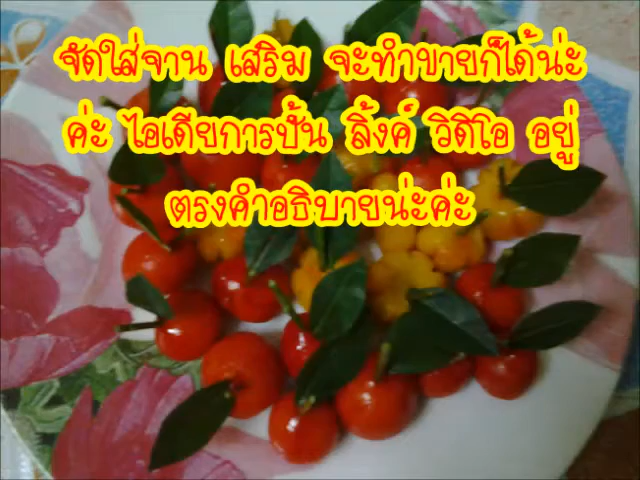 จัดใส่จาน เสริม จะทำขายก็ได้น่ะ
ค่ะ ไอเดียการปั้น ลิ้งค์ วิดิโอ อยู่
ตรงคำอธิบายน่ะค่ะ